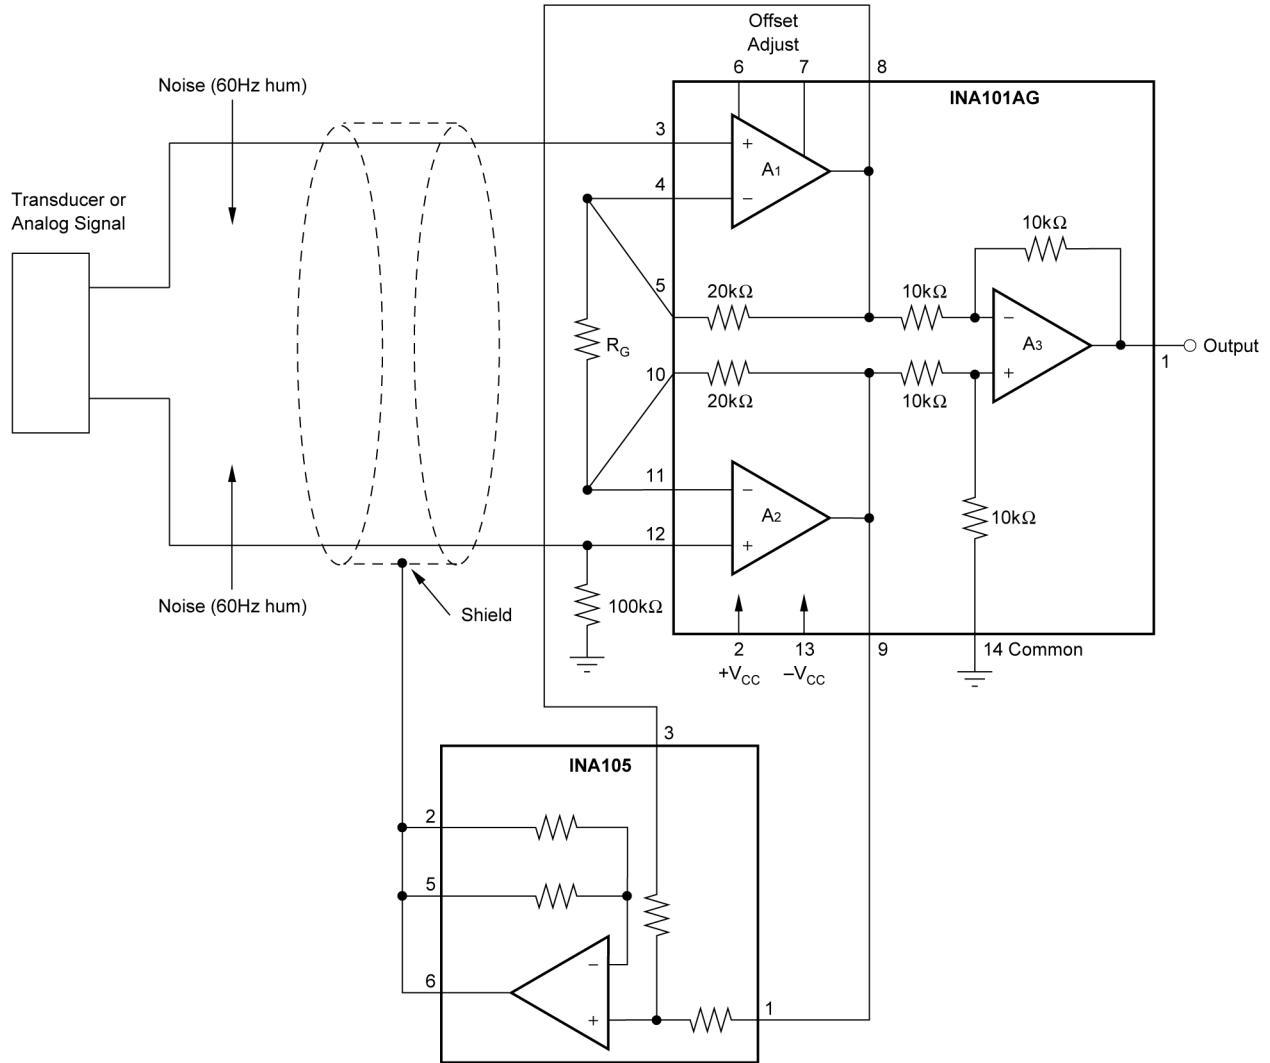 Offset
Adjust
6
7
8
Noise (60Hz hum)
INA101AG
3
+
A1
4
−
Transducer or
Analog Signal
10kΩ
5
20kΩ
10kΩ
−
RG
A3
Output
1
10
+
20kΩ
10kΩ
11
−
A2
10kΩ
12
+
Noise (60Hz hum)
Shield
100kΩ
2
13
9
14 Common
+VCC
–VCC
3
INA105
2
5
−
6
1
+